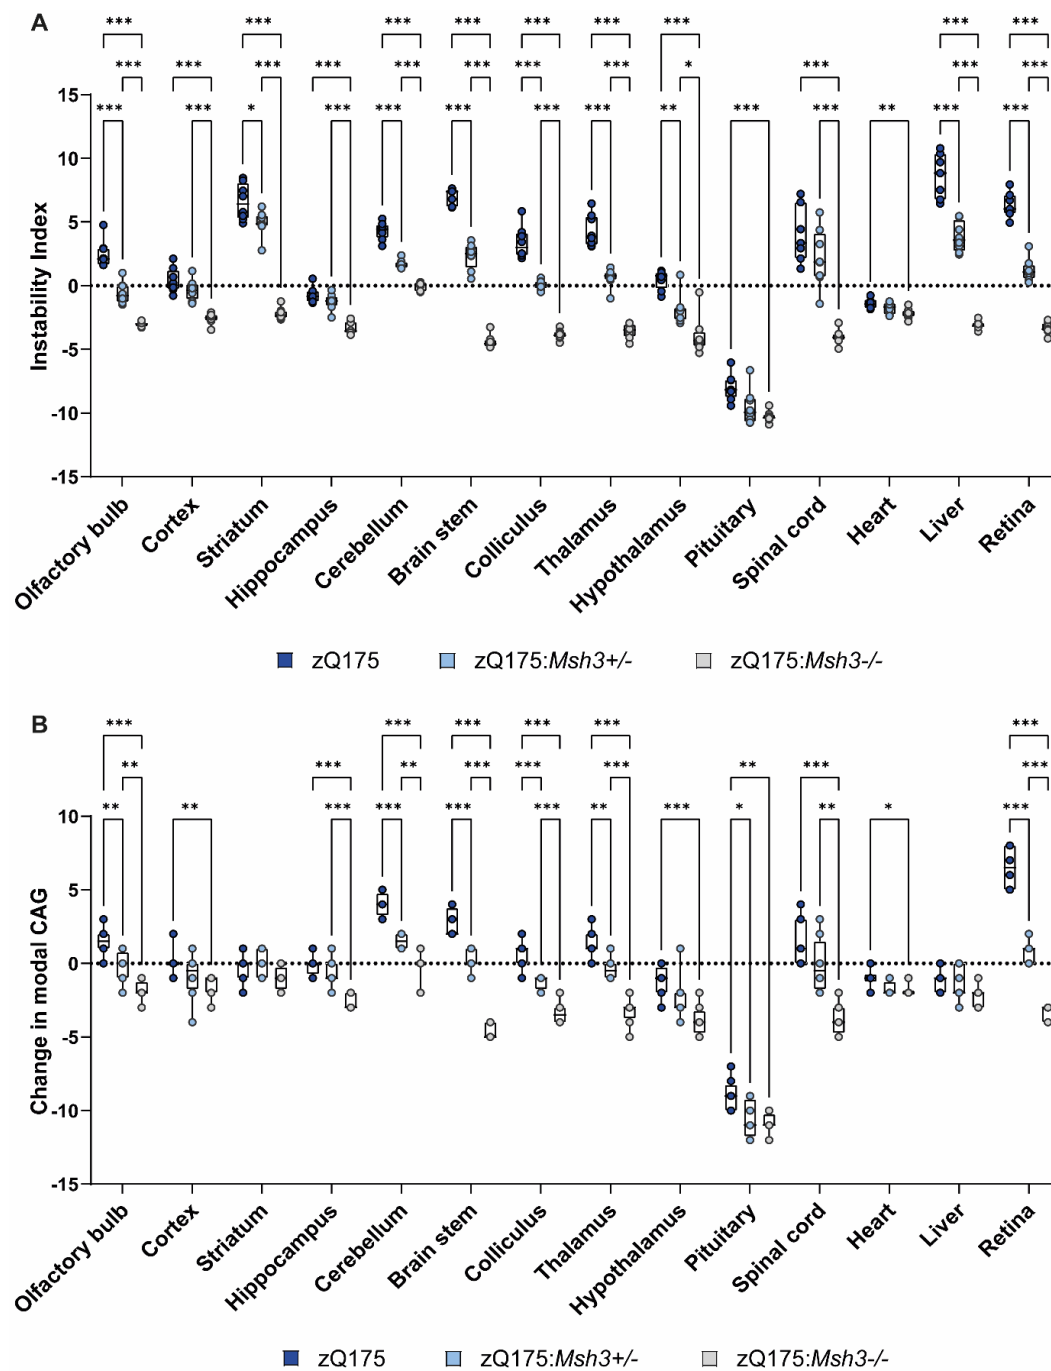 A
*** *** *** *** *** *** *** *** *** ***
*** *** *** *** *** *** *** *** * *** *** ***
*** *** * *** *** *** *** *** ** *** *** ** *** ***
15
10
5
0
-5
-10
-15
Instability Index
Olfactory bulb
Cortex
Striatum
Hippocampus
Cerebellum
Brain stem
Colliculus
Thalamus
Hypothalamus
Pituitary
Spinal cord
Heart
Liver
Retina
zQ175 zQ175:Msh3+/- zQ175:Msh3-/-
B
*** *** *** *** *** ***
** *** ** *** *** ** *** ***
** ** *** *** *** *** *** ** *** * ** * ***
10
5
0
-5
-10
-15
Change in modal CAG
Olfactory bulb
Cortex
Striatum
Hippocampus
Cerebellum
Brain stem
Colliculus
Thalamus
Hypothalamus
Pituitary
Spinal cord
Heart
Liver
Retina
zQ175 zQ175:Msh3+/- zQ175:Msh3-/-